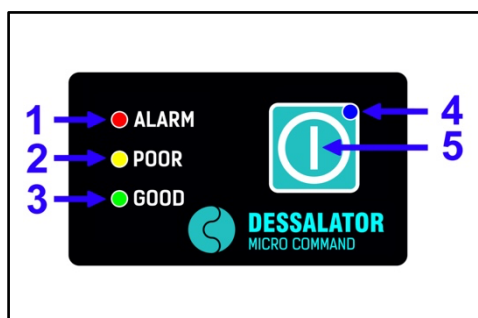 1 ALARM 4
2 POOR 5
3 GOOD
DESSALATOR
MICRO COMMAND